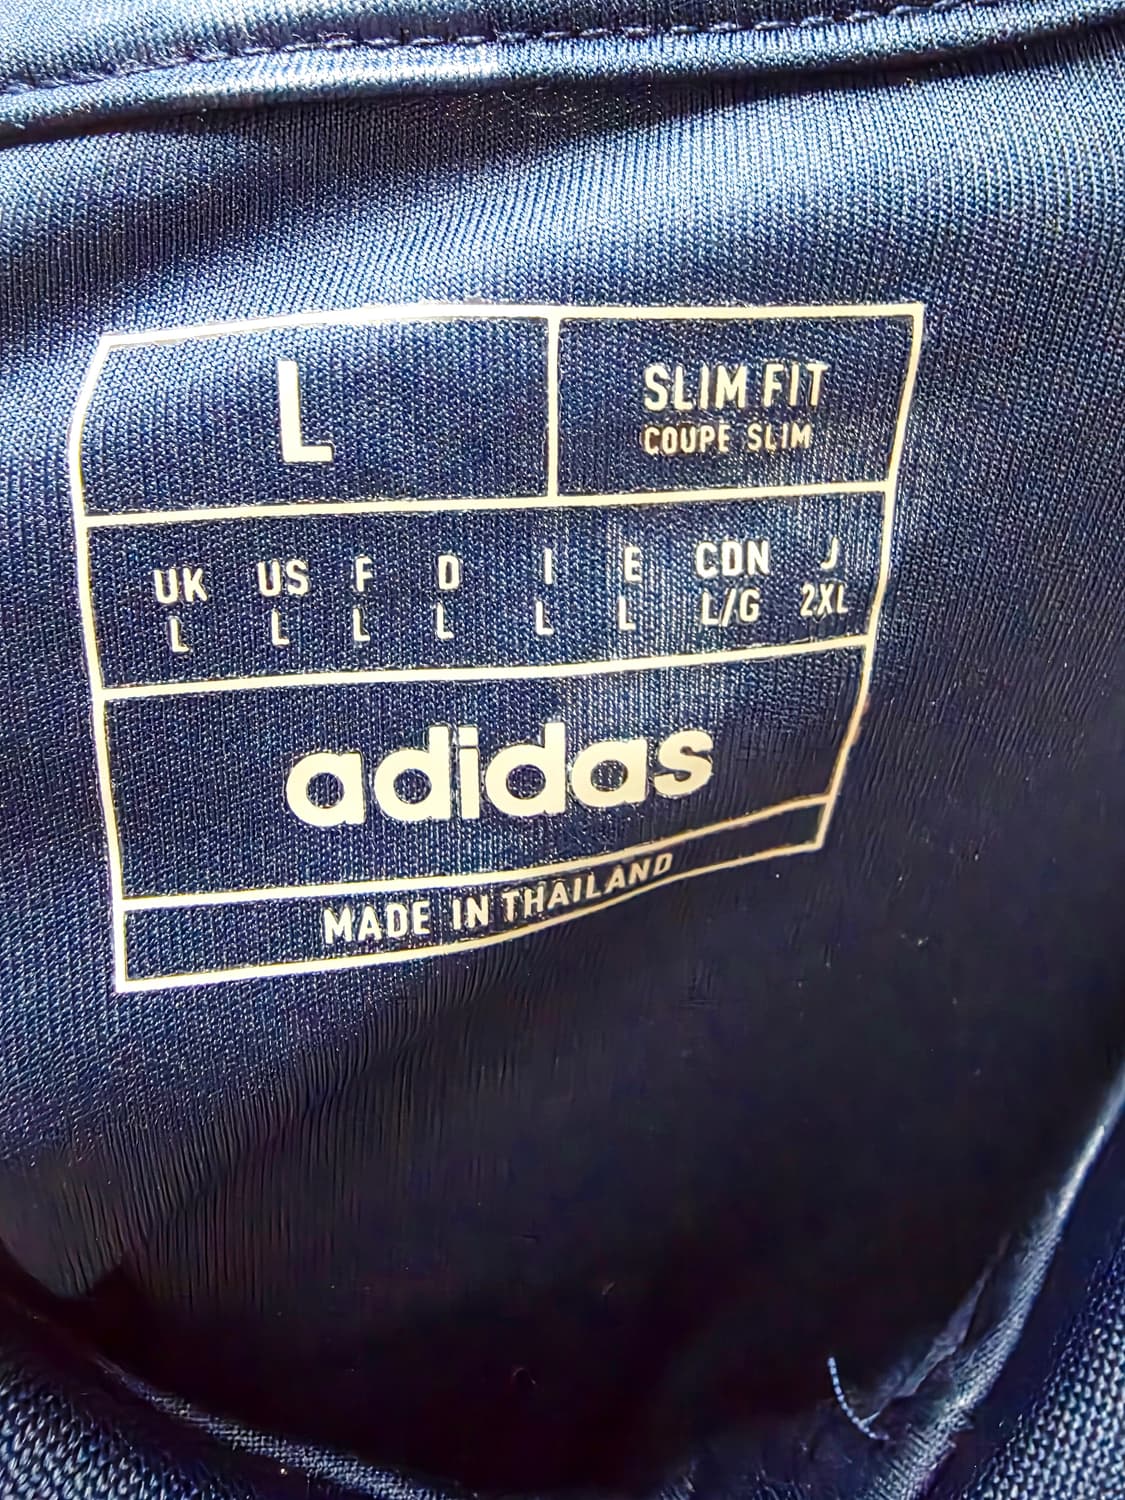 L
SLIM FIT
COUPE SLIM
UK US F D I E CDN J
L L L L L L L/G 2XL
adidas
MADE IN THAILAND